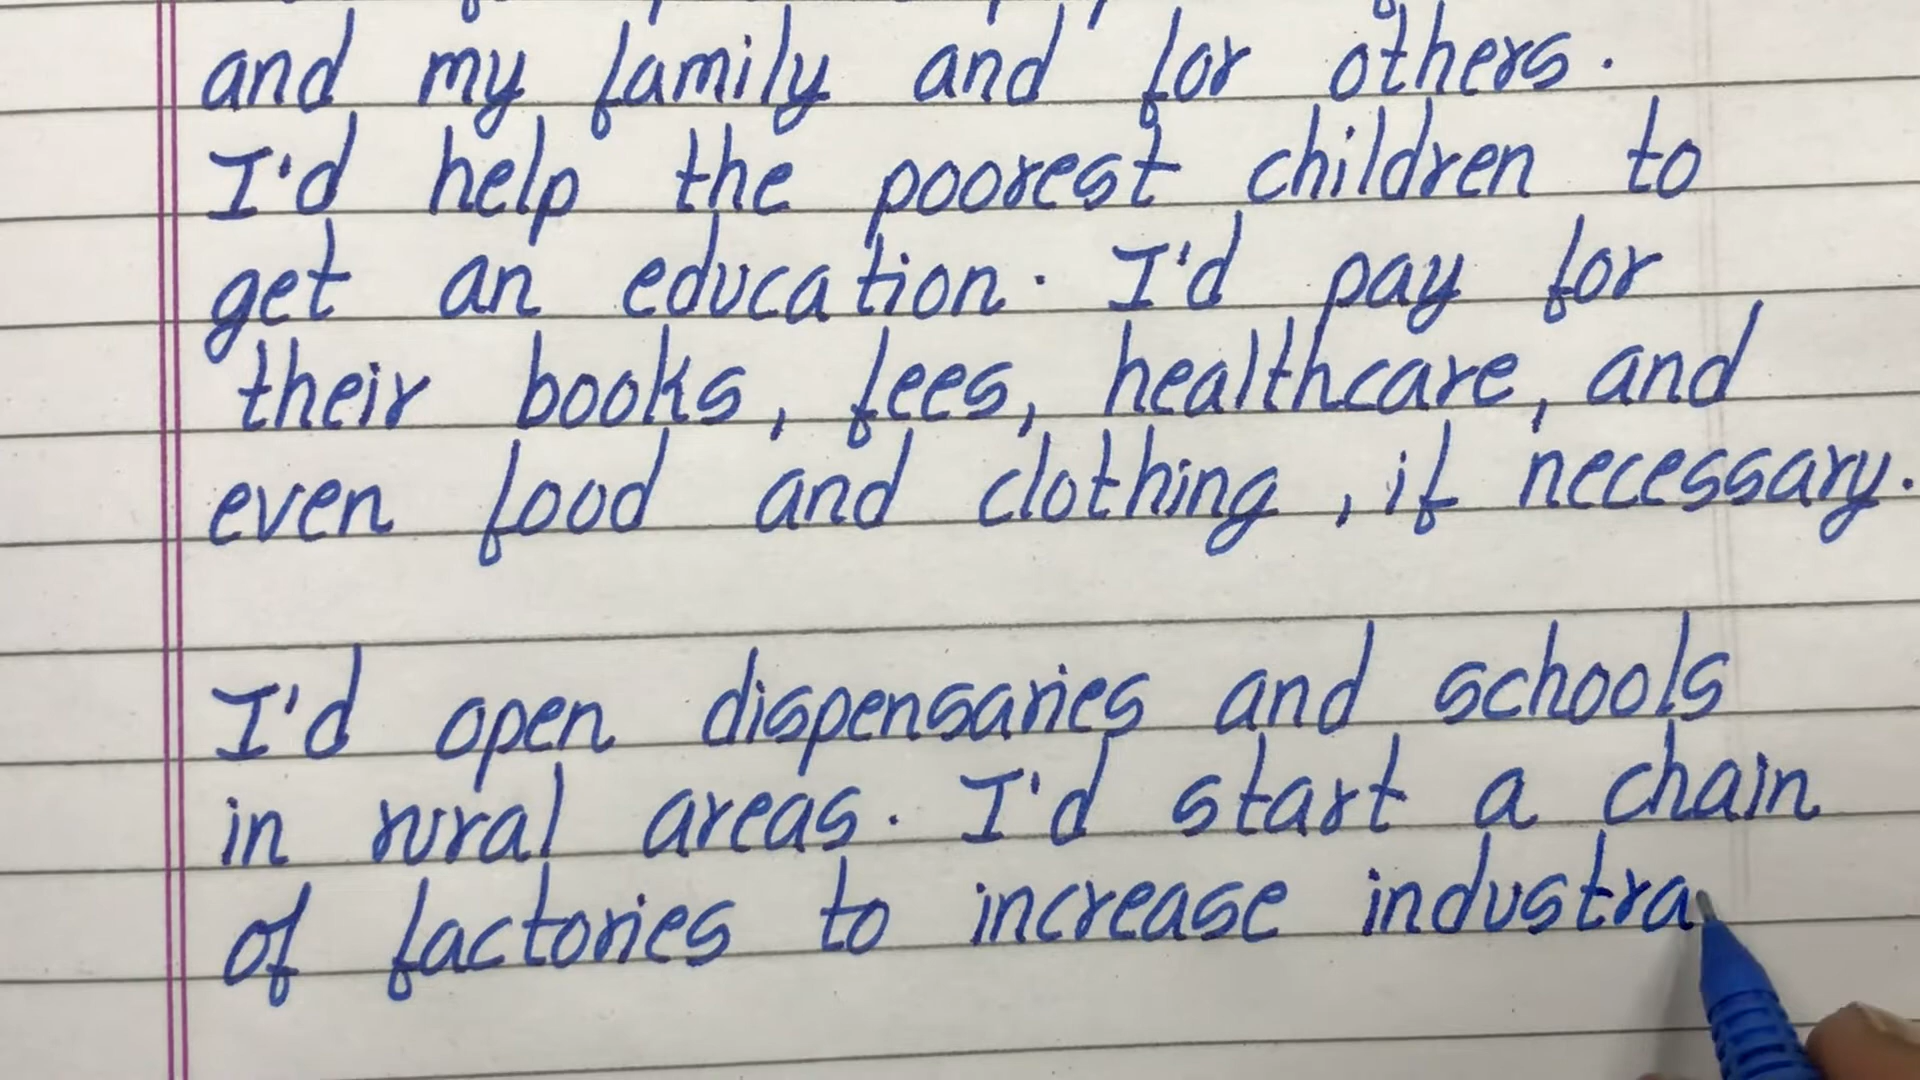 and my family and for others.
I'd help the poorest children to
get an education. I'd pay for
their books, fees, healthcare, and
even food and clothing, if necessary.
I'd open dispensaries and schools
in rural areas. I'd start a chain
of factories to increase industra